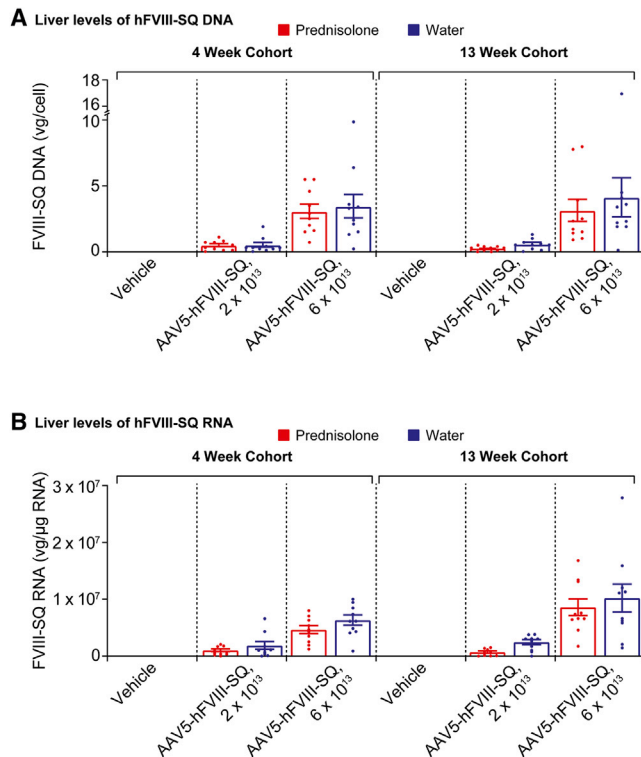 A Liver levels of hFVIII-SQ DNA
Prednisolone Water
4 Week Cohort 13 Week Cohort
FVIII-SQ DNA (vg/cell)
18
16
10
5
0
Vehicle
AAV5-hFVIII-SQ,
2 x 10¹³
AAV5-hFVIII-SQ,
6 x 10¹³
Vehicle
AAV5-hFVIII-SQ,
2 x 10¹³
AAV5-hFVIII-SQ,
6 x 10¹³
B Liver levels of hFVIII-SQ RNA
Prednisolone Water
4 Week Cohort 13 Week Cohort
FVIII-SQ RNA (vg/µg RNA)
3 x 10⁷
2 x 10⁷
1 x 10⁷
0
Vehicle
AAV5-hFVIII-SQ,
2 x 10¹³
AAV5-hFVIII-SQ,
6 x 10¹³
Vehicle
AAV5-hFVIII-SQ,
2 x 10¹³
AAV5-hFVIII-SQ,
6 x 10¹³